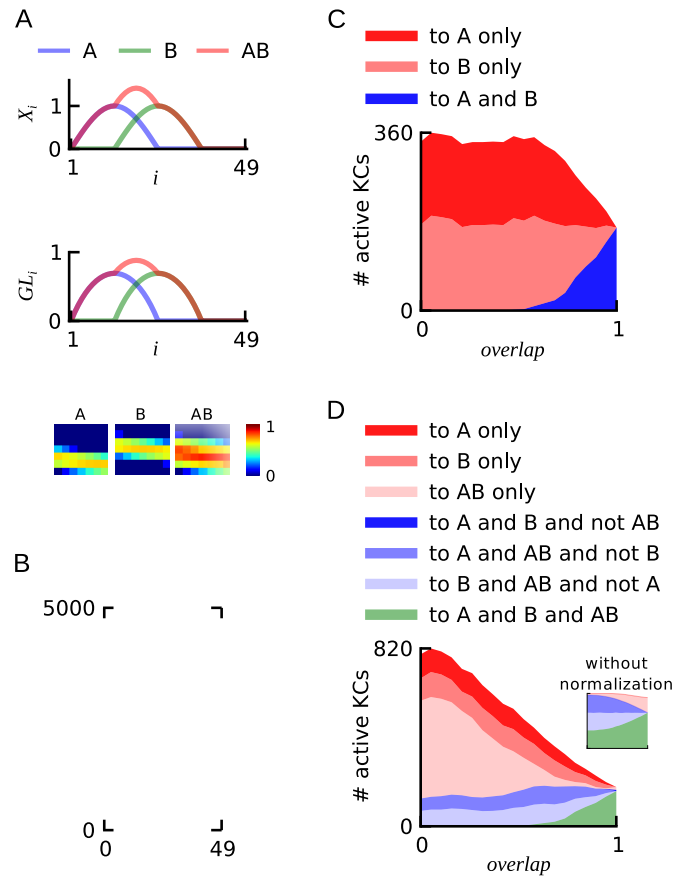 A
A B AB
X_i
1
0
1
i
49
GL_i
1
0
1
i
49
A B AB
1
0
B
5000
0
0
49
C
to A only
to B only
to A and B
360
# active KCs
0
0
overlap
1
D
to A only
to B only
to AB only
to A and B and not AB
to A and AB and not B
to B and AB and not A
to A and B and AB
820
without
normalization
# active KCs
0
0
overlap
1